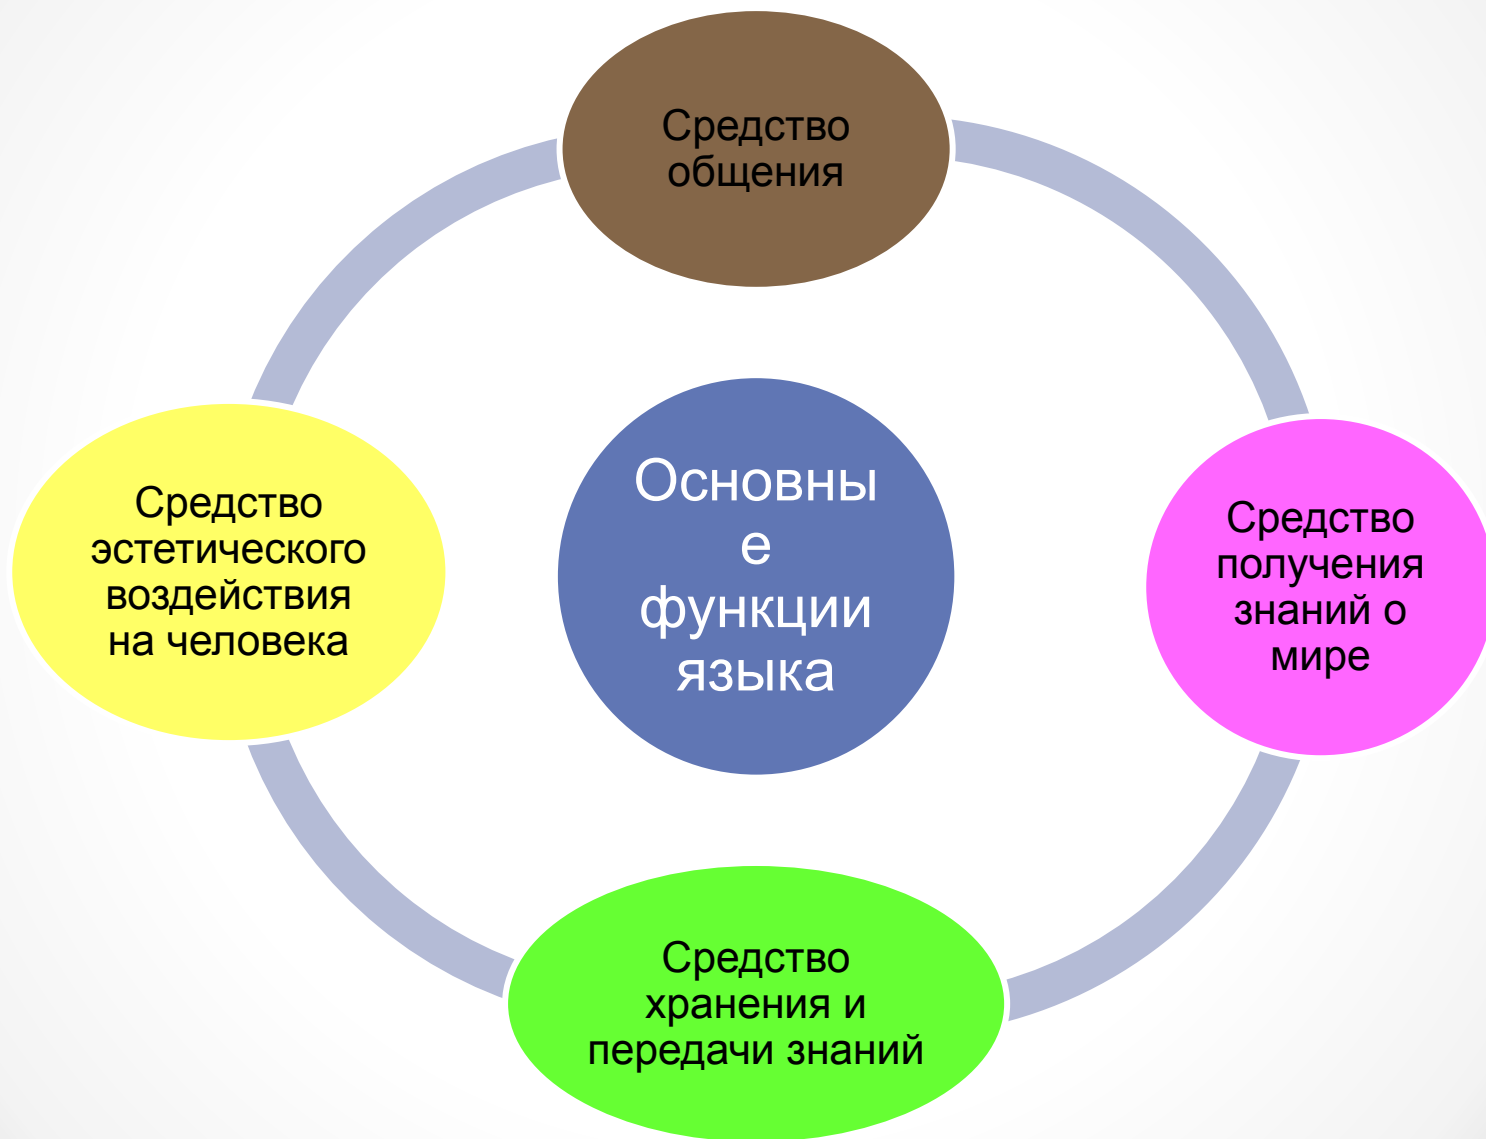 Средство
общения
Средство
эстетического
воздействия
на человека
Основны
е
функции
языка
Средство
получения
знаний о
мире
Средство
хранения и
передачи знаний